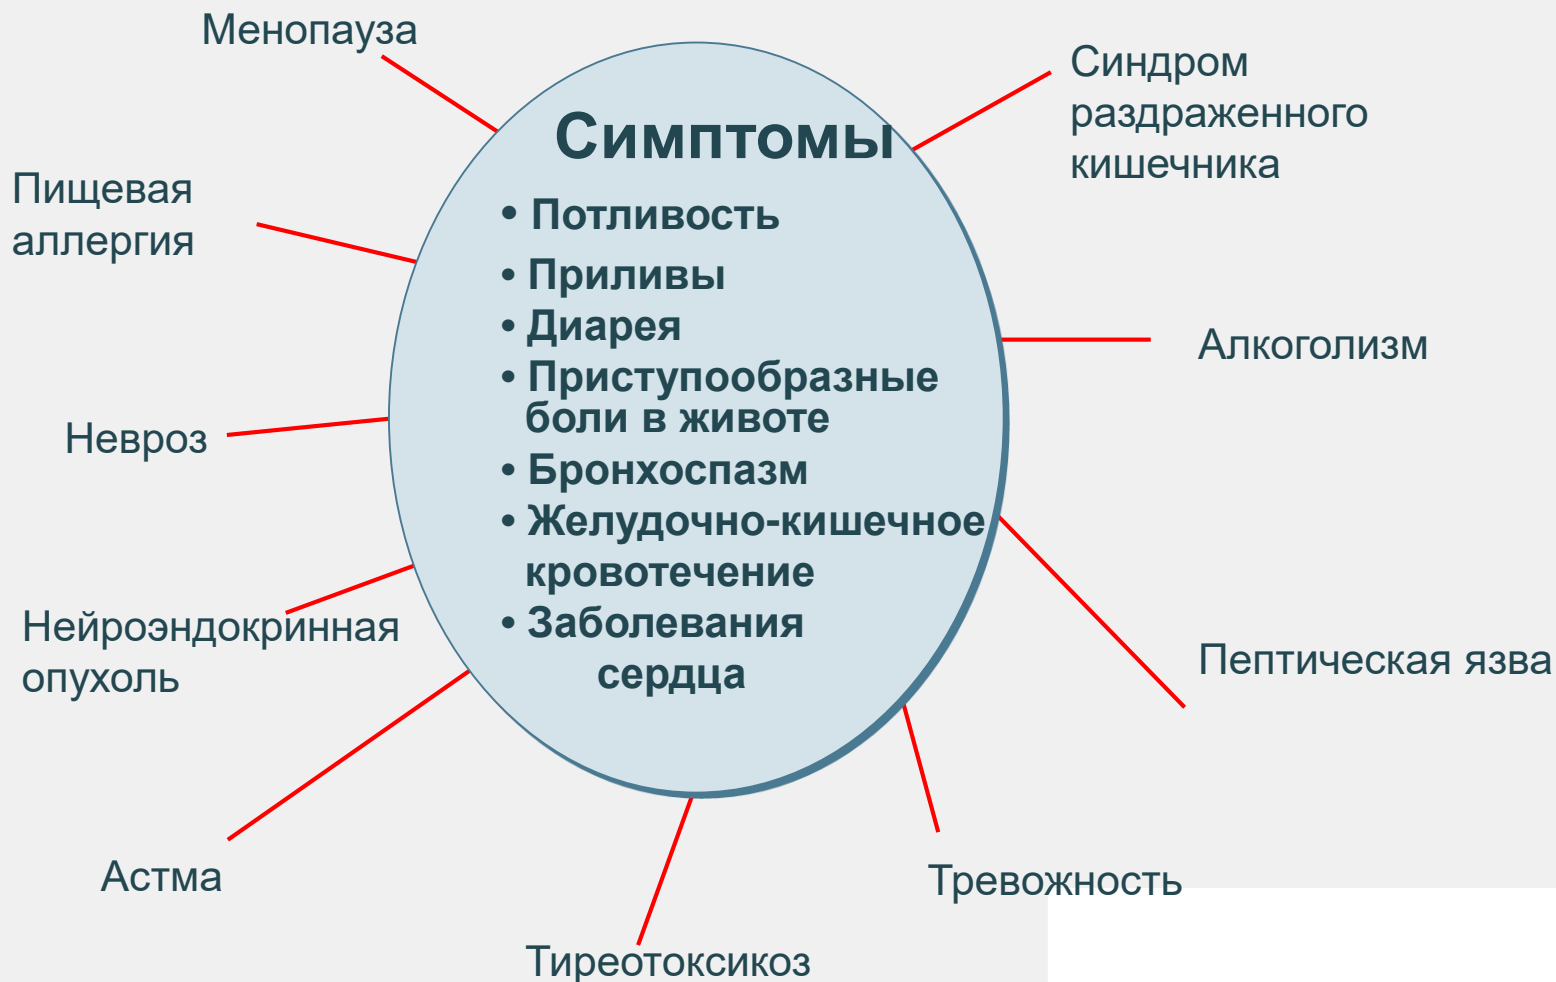 Менопауза
Синдром
раздраженного
кишечника
Пищевая
аллергия
Невроз
Нейроэндокринная
опухоль
Астма
Симптомы
• Потливость
• Приливы
• Диарея
• Приступообразные
боли в животе
• Бронхоспазм
• Желудочно-кишечное
кровотечение
• Заболевания
сердца
Алкоголизм
Пептическая язва
Тревожность
Тиреотоксикоз